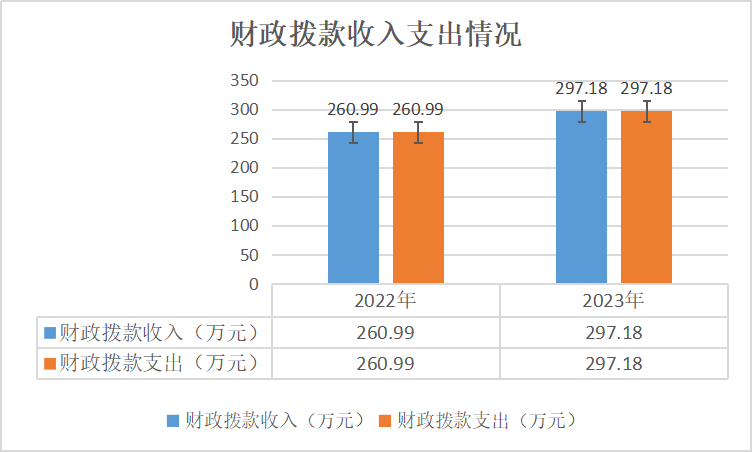 财政拨款收入支出情况
350
300
250
200
150
100
50
0
260.99 260.99
297.18 297.18
2022年 2023年
财政拨款收入（万元） 260.99 297.18
财政拨款支出（万元） 260.99 297.18
财政拨款收入（万元） 财政拨款支出（万元）